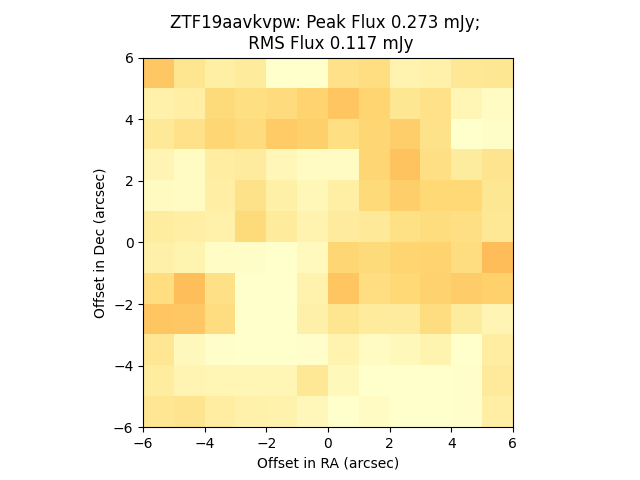 ZTF19aavkvpw: Peak Flux 0.273 mJy;
RMS Flux 0.117 mJy
6
4
2
0
−2
−4
−6
Offset in Dec (arcsec)
−6 −4 −2 0 2 4 6
Offset in RA (arcsec)